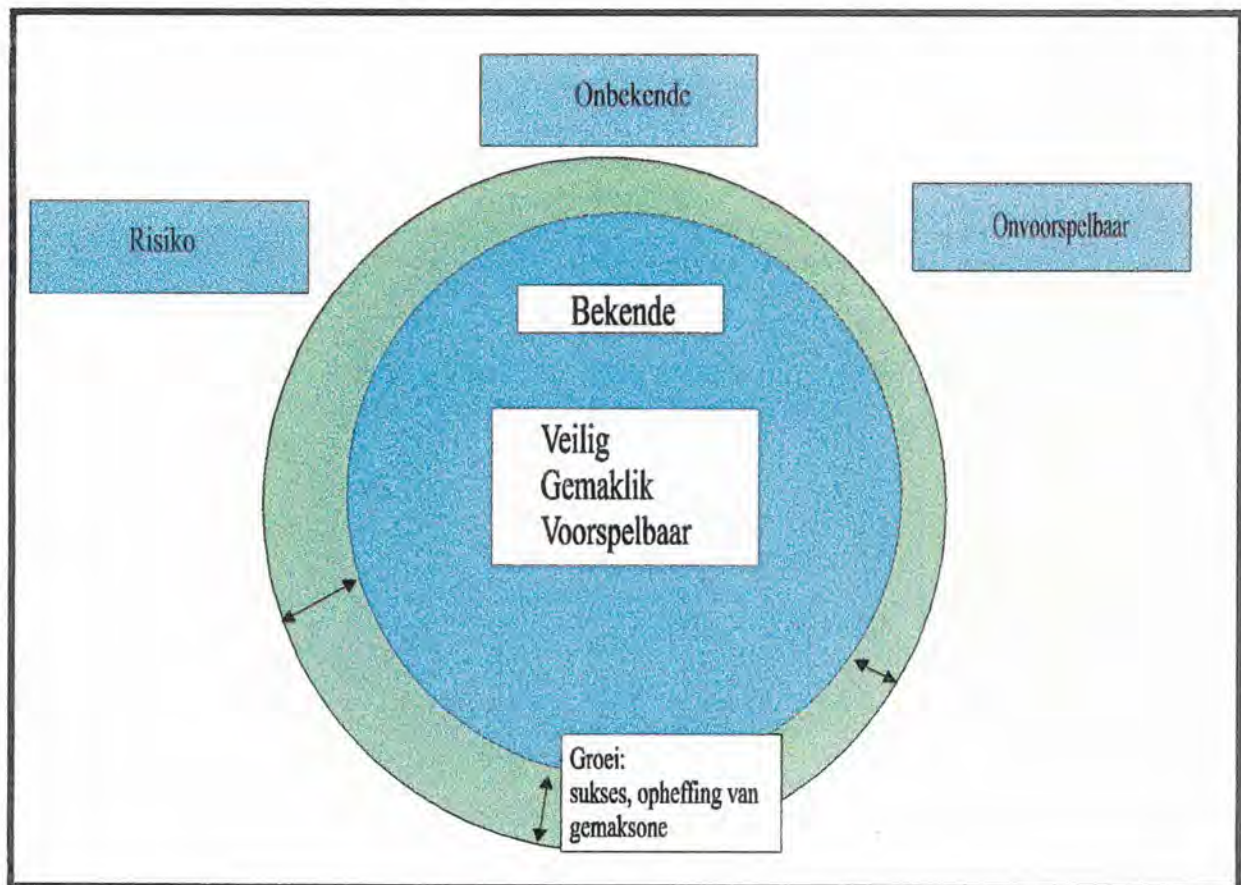 Onbekende
Risiko
Onvoorspelbaar
Bekende
Veilig
Gemaklik
Voorspelbaar
Groei:
sukses, opheffing van
gemaksone